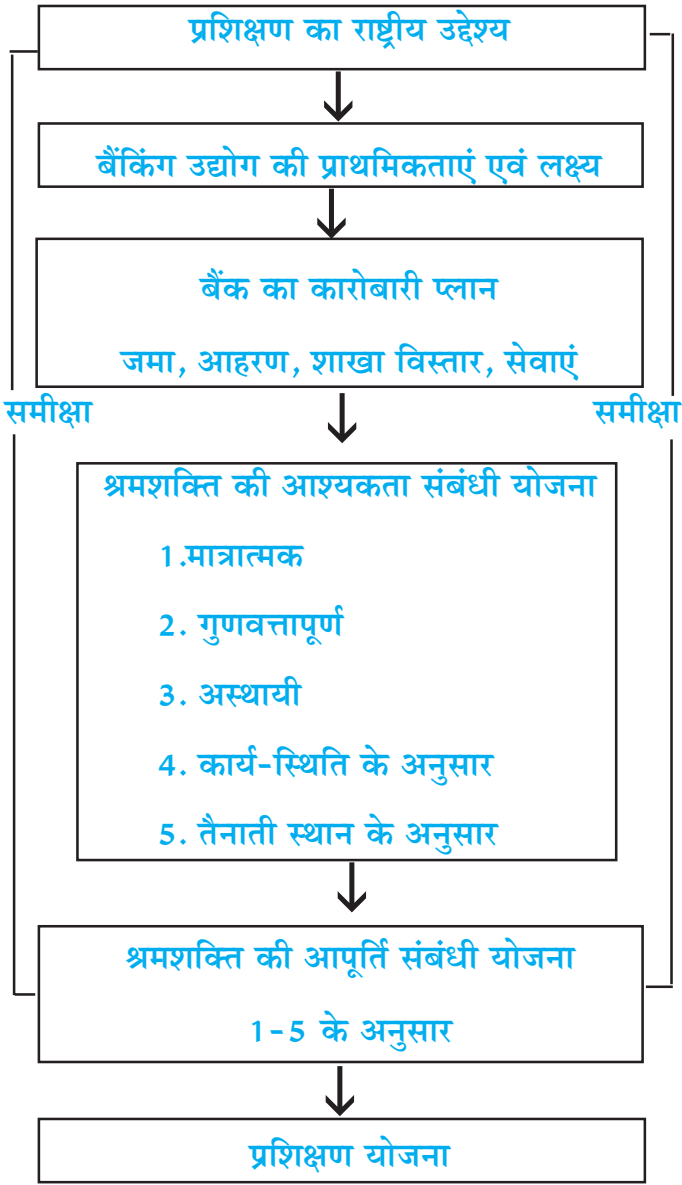 प्रशिक्षण का राष्ट्रीय उद्देश्य
बैंकिंग उद्योग की प्राथमिकताएं एवं लक्ष्य
बैंक का कारोबारी प्लान
जमा, आहरण, शाखा विस्तार, सेवाएं
समीक्षा
समीक्षा
श्रमशक्ति की आश्यकता संबंधी योजना
1.मात्रात्मक
2. गुणवत्तापूर्ण
3. अस्थायी
4. कार्य-स्थिति के अनुसार
5. तैनाती स्थान के अनुसार
श्रमशक्ति की आपूर्ति संबंधी योजना
1-5 के अनुसार
प्रशिक्षण योजना